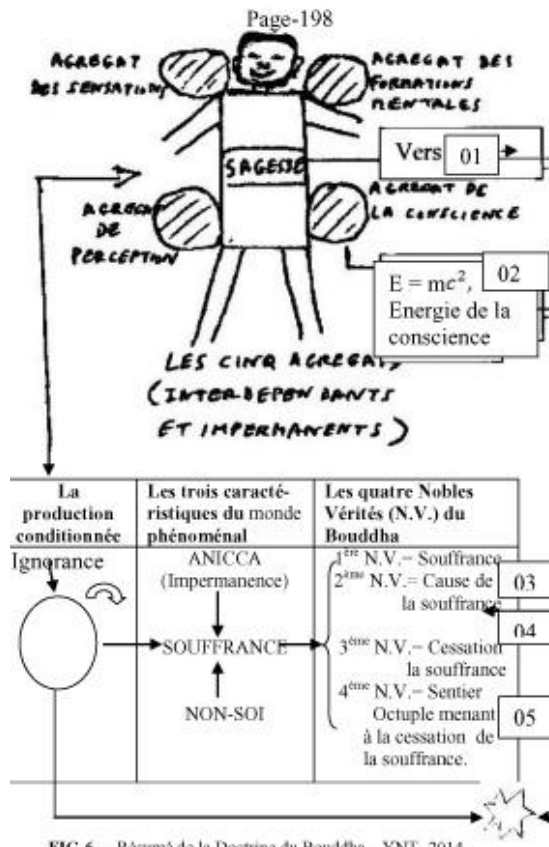 Page-198
AGREGAT
DES SENSATIONS
AGREGAT DES
FORMATIONS
MENTALES
SAGESSE
Vers 01
AGREGAT
DE
PERCEPTION
AGREGAT DE
LA CONSCIENCE
02
E = mc²,
Energie de la
conscience
LES CINQ AGREGATS
(INTERDEPENDANTS
ET IMPERMANENTS)
La
production
conditionnée
Ignorance
Les trois caracté-
ristiques du monde
phénoménal
ANICCA
(Impermanence)
SOUFFRANCE
NON-SOI
Les quatre Nobles
Vérités (N.V.) du
Bouddha
1ère N.V.= Souffrance
2ème N.V.= Cause de
la souffrance
3ème N.V.= Cessation
la souffrance
4ème N.V.= Sentier
Octuple menant
à la cessation de
la souffrance.
03
04
05
FIG 6 Résumé de la Doctrine du Bouddha YNT, 2014